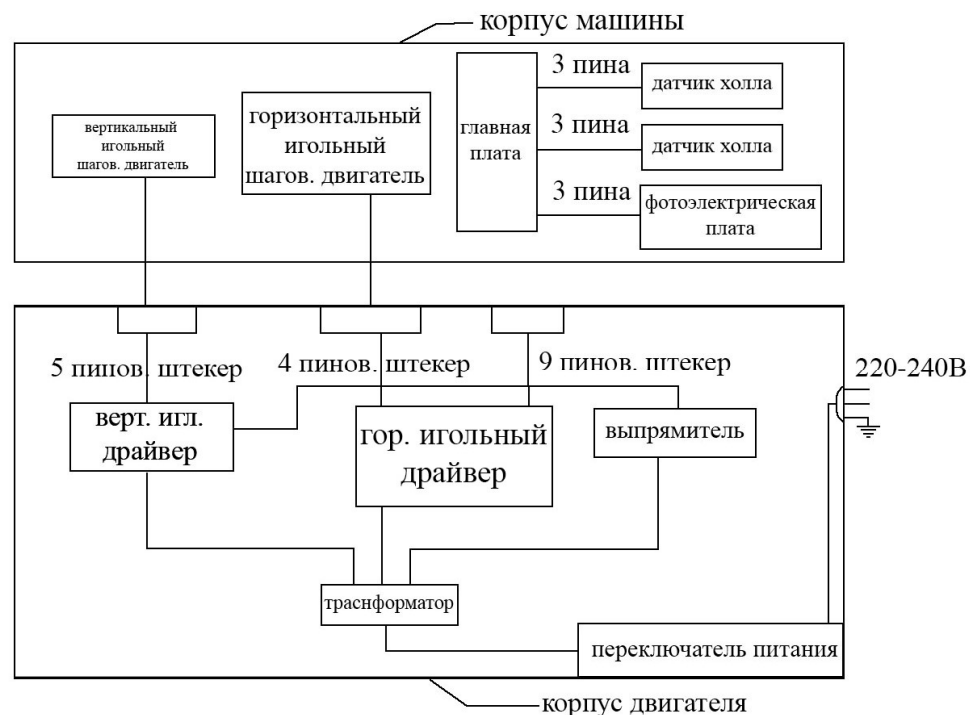 корпус машины
вертикальный
игольный
шагов. двигатель
горизонтальный
игольный
шагов. двигатель
главная
плата
3 пина
датчик холла
3 пина
датчик холла
3 пина
фотоэлектрическая
плата
5 пинов. штекер
4 пинов. штекер
9 пинов. штекер
220-240В
верт. игл.
драйвер
гор. игольный
драйвер
выпрямитель
траснформатор
переключатель питания
корпус двигателя